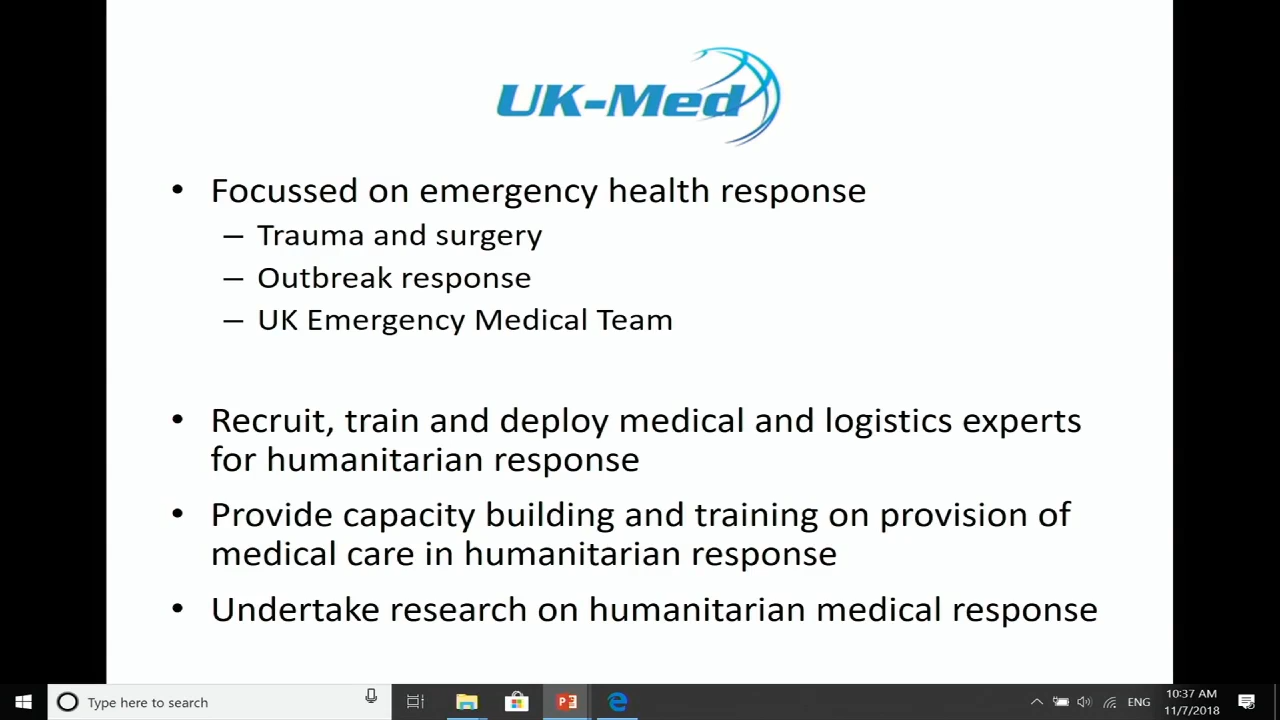 UK-Med
• Focussed on emergency health response
– Trauma and surgery
– Outbreak response
– UK Emergency Medical Team
• Recruit, train and deploy medical and logistics experts
for humanitarian response
• Provide capacity building and training on provision of
medical care in humanitarian response
• Undertake research on humanitarian medical response
Type here to search
ENG
10:37 AM
11/7/2018